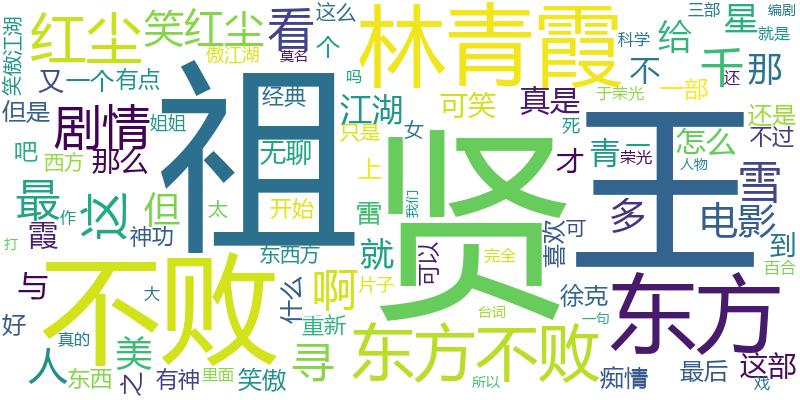 笑傲江湖
红尘
笑红尘
看
这么
个
林青霞
给
星
三部
编剧
就是
那
千
还
不
科学
傲江湖
莫名
又
一个
有点
吗
可笑
真是
于荣光
一部
但是
剧情
姐姐
经典
江湖
祖
贤
王
只是
女
死
还是
不过
吧
西方
那么
无聊
上
才
青
一
荣光
怎么
人物
雪
最
作
这
但
太
开始
雷
我们
多
电影
霞
神功
东西方
就
可以
完全
喜欢
可
到
百合
打
与
不败
大
什么
啊
片子
台词
徐克
一句
东方
好
真的
美
重新
寻
东方不败
人
东西
之
有神
里面
笑傲
所以
痴情
最后
这部
戏